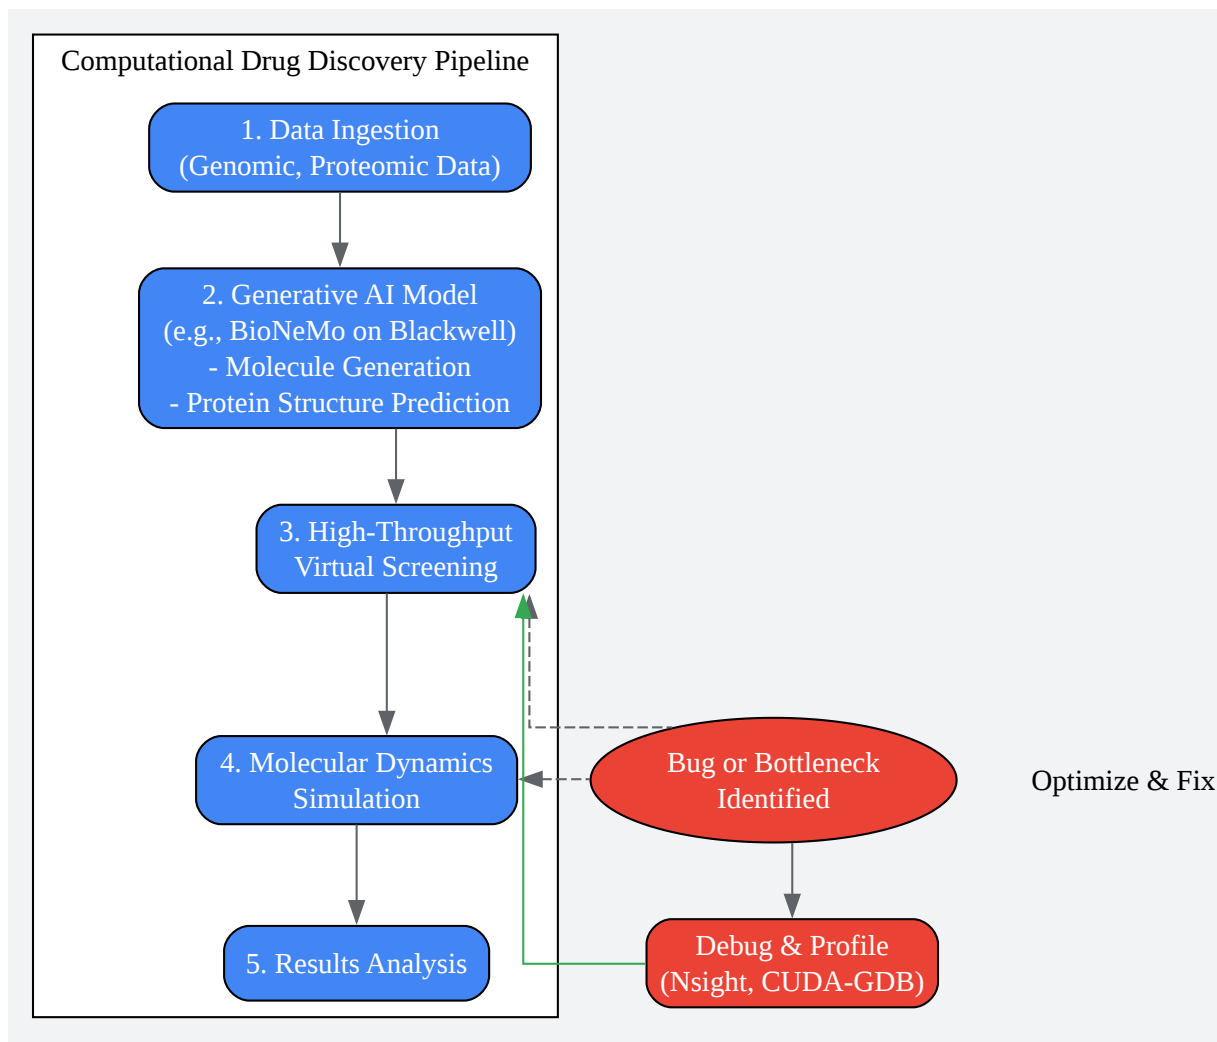 Computational Drug Discovery Pipeline
1. Data Ingestion
(Genomic, Proteomic Data)
2. Generative AI Model
(e.g., BioNeMo on Blackwell)
- Molecule Generation
- Protein Structure Prediction
3. High-Throughput
Virtual Screening
4. Molecular Dynamics
Simulation
Bug or Bottleneck
Identified
Optimize & Fix
5. Results Analysis
Debug & Profile
(Nsight, CUDA-GDB)